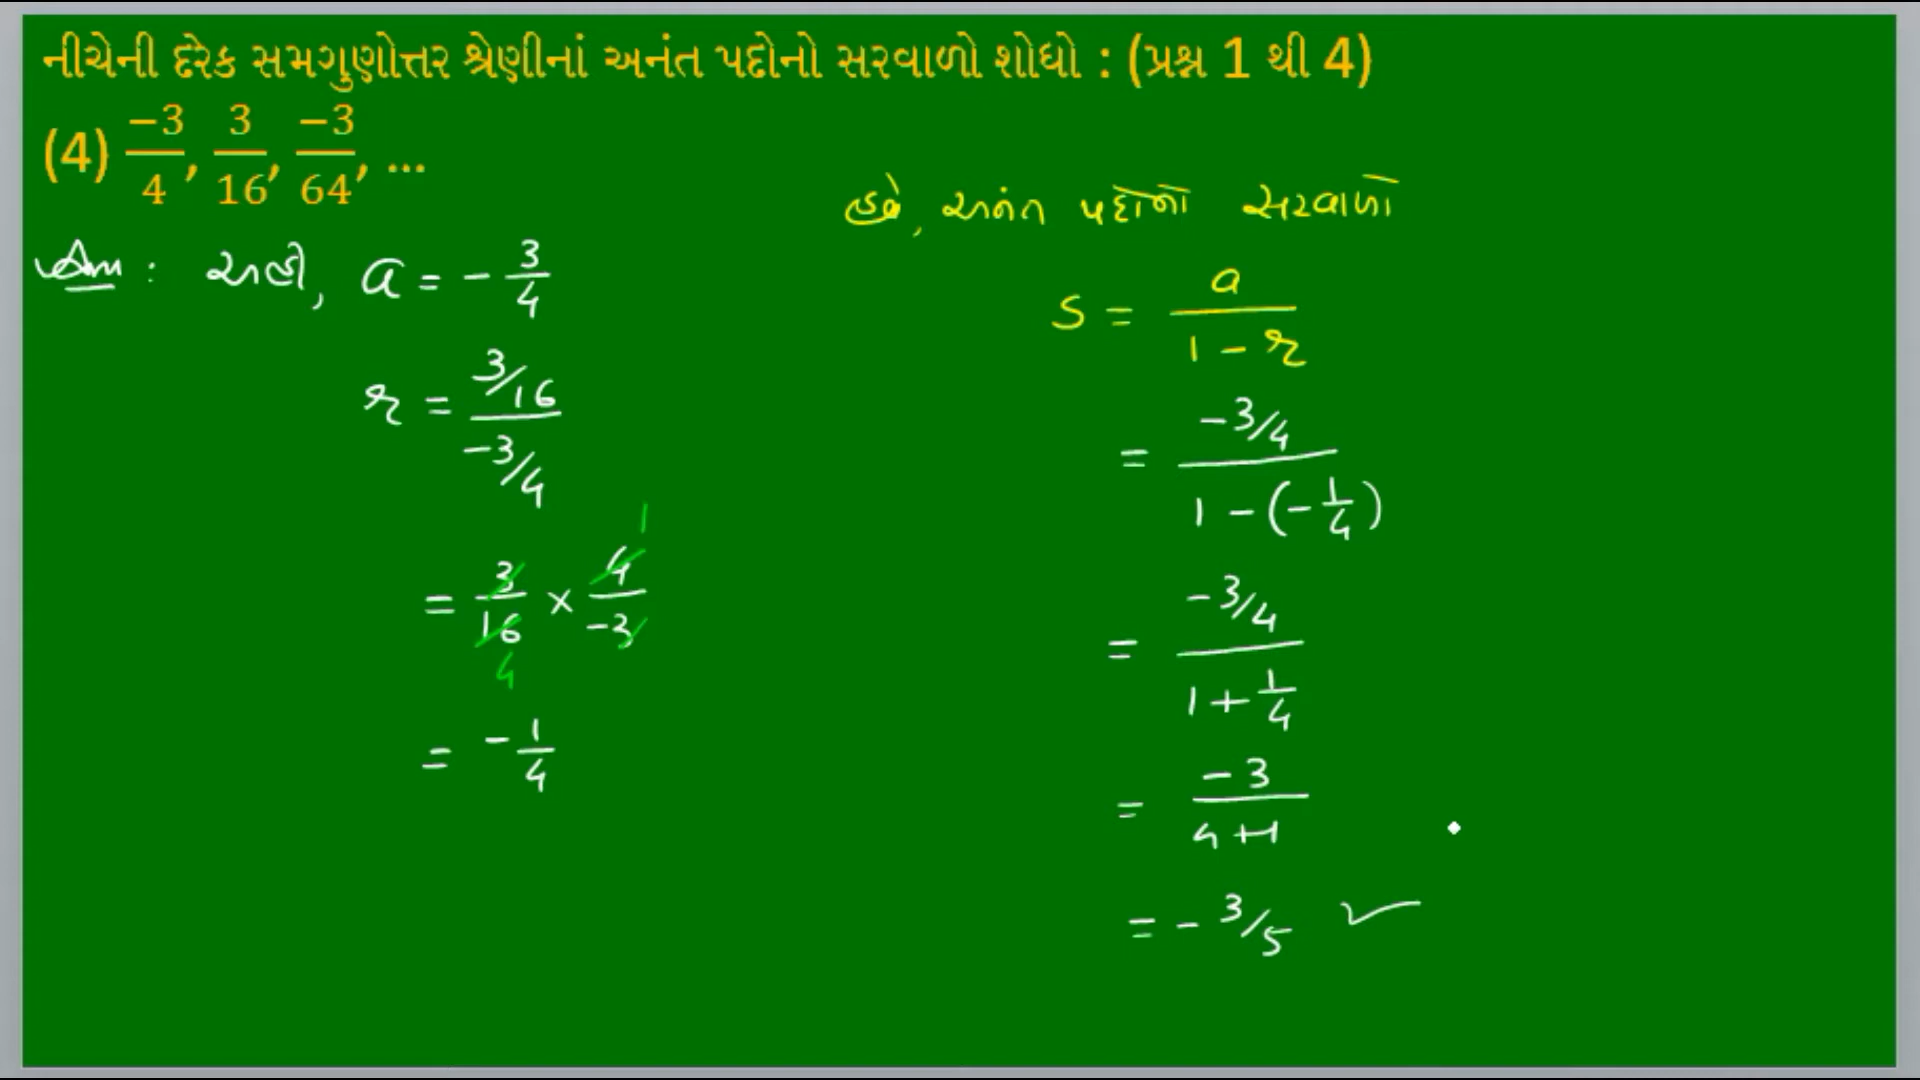 નીચેની દરેક સમગુણોત્તર શ્રેણીનાં અનંત પદોનો સરવાળો શોધો : (પ્રશ્ન 1 થી 4)
(4) −3/4, 3/16, −3/64, ...
Ans : અહી, a = - 3/4
r = (3/16)/(-3/4)
= 3/16 × 4/-3
1
4
= - 1/4
હવે, અનંત પદોનો સરવાળો
S = a/(1 - r)
= (-3/4)/(1 - (-1/4))
= (-3/4)/(1 + 1/4)
= -3/(4+1)
= - 3/5 ✓